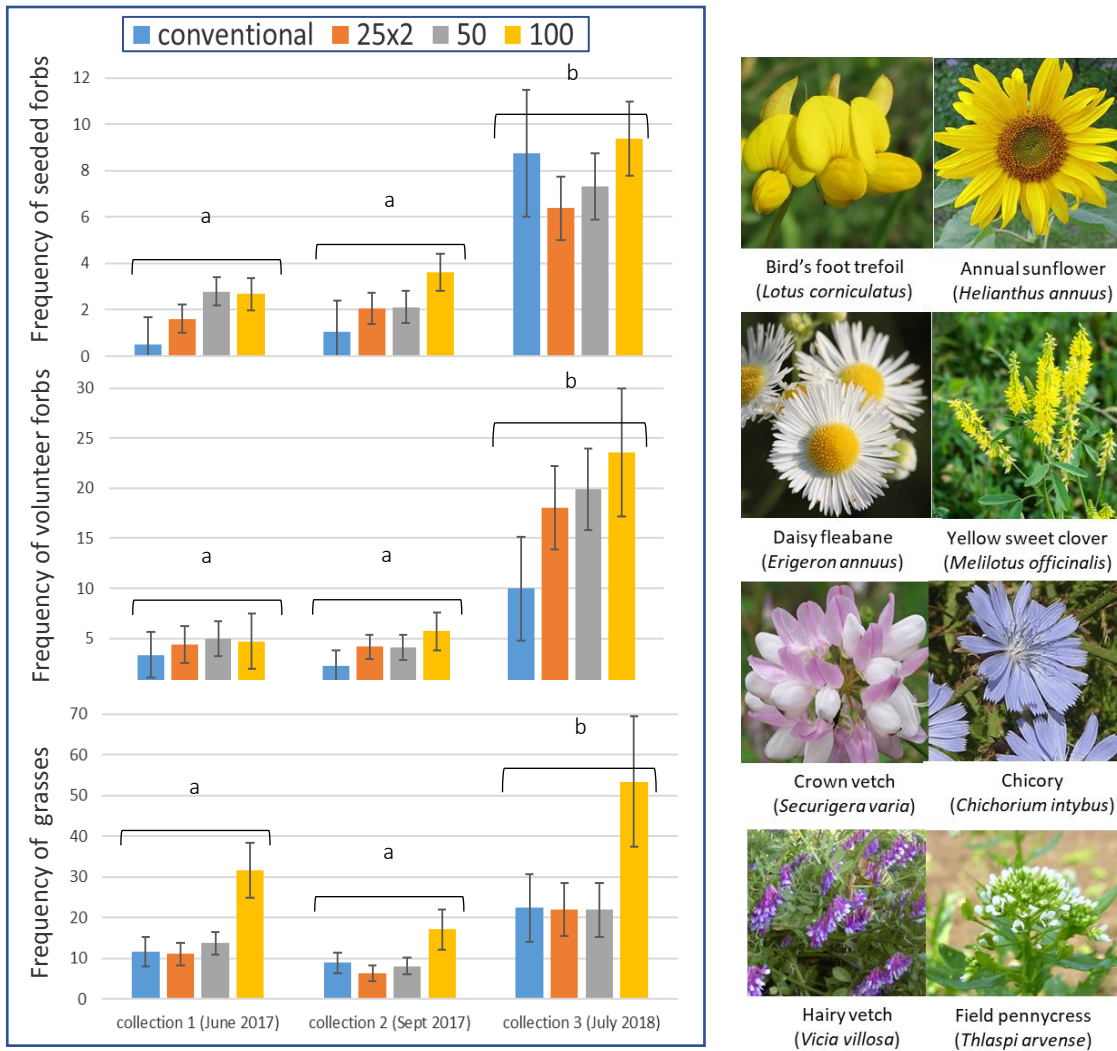 conventional 25x2 50 100
Frequency of seeded forbs
12
10
8
6
4
2
0
a
a
b
Frequency of volunteer forbs
30
25
20
15
10
5
a
a
b
Frequency of grasses
70
60
50
40
30
20
10
0
a
a
b
collection 1 (June 2017) collection 2 (Sept 2017) collection 3 (July 2018)
Bird's foot trefoil
(Lotus corniculatus)
Annual sunflower
(Helianthus annuus)
Daisy fleabane
(Erigeron annuus)
Yellow sweet clover
(Melilotus officinalis)
Crown vetch
(Securigera varia)
Chicory
(Chichorium intybus)
Hairy vetch
(Vicia villosa)
Field pennycress
(Thlaspi arvense)